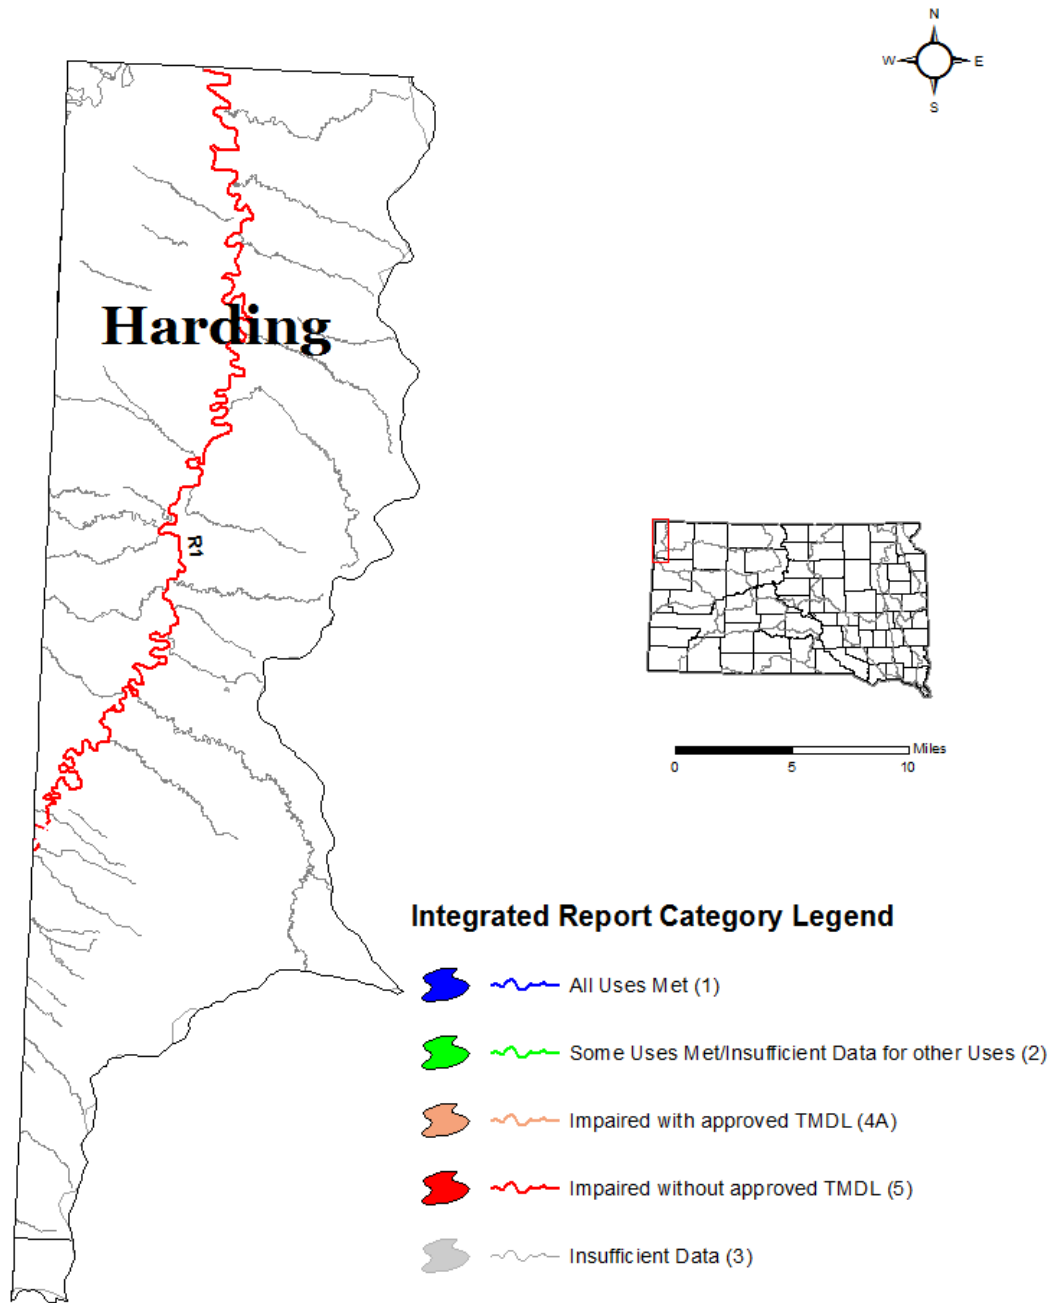 N
W E
S
Harding
R1
Miles
0 5 10
Integrated Report Category Legend
All Uses Met (1)
Some Uses Met/Insufficient Data for other Uses (2)
Impaired with approved TMDL (4A)
Impaired without approved TMDL (5)
Insufficient Data (3)